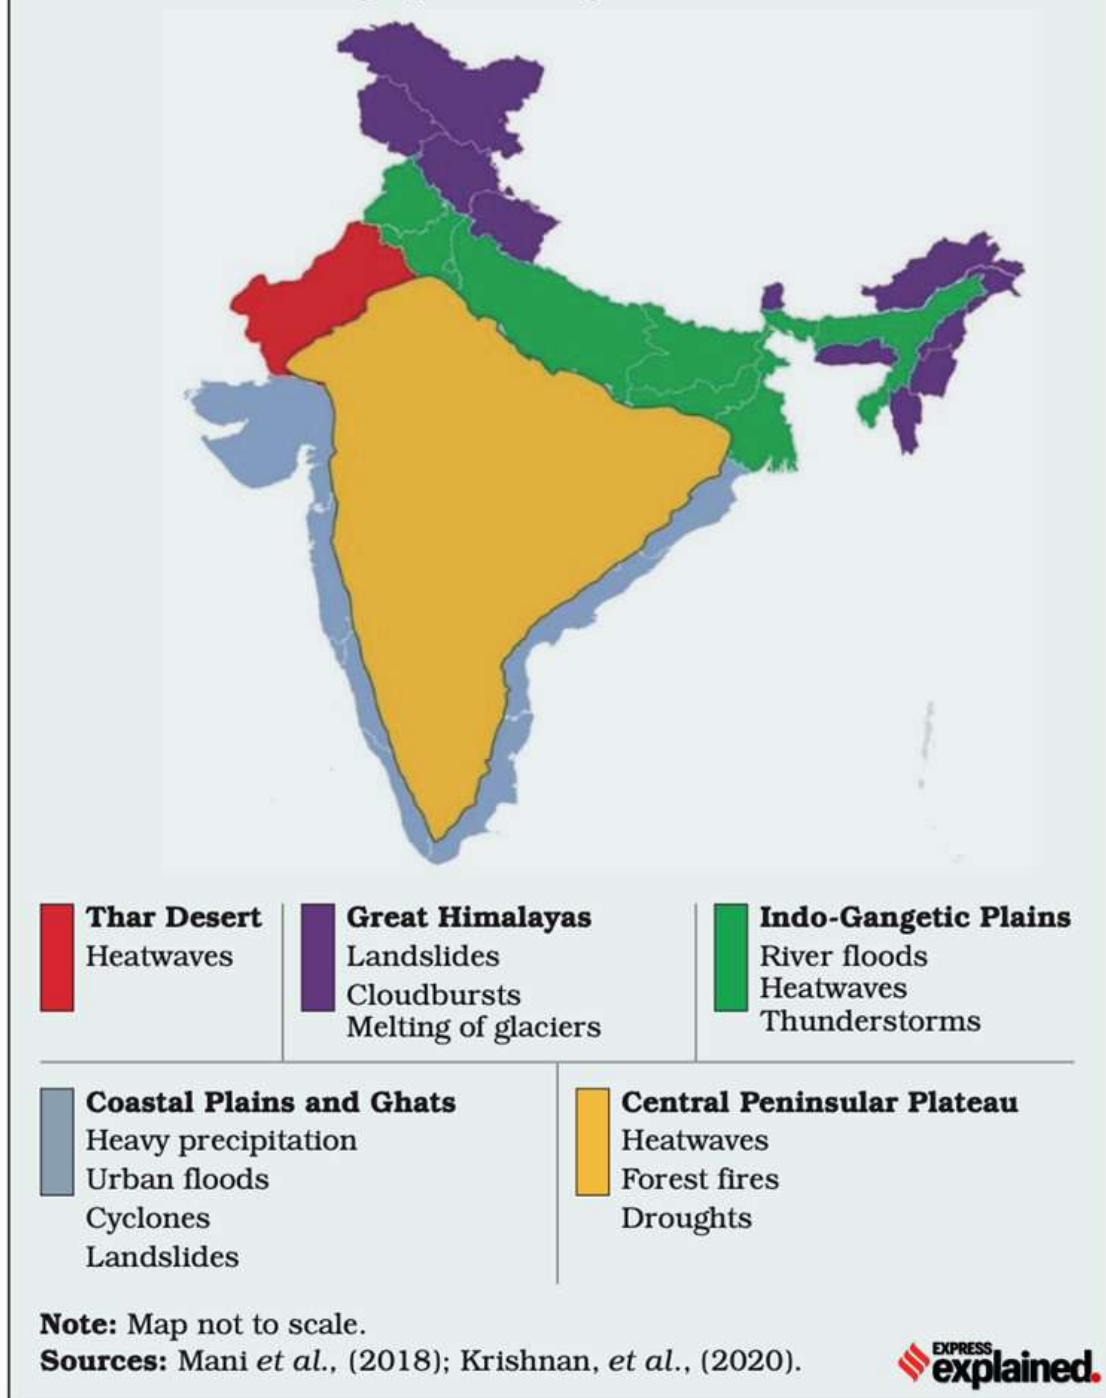 Thar Desert
Heatwaves
Great Himalayas
Landslides
Cloudbursts
Melting of glaciers
Indo-Gangetic Plains
River floods
Heatwaves
Thunderstorms
Coastal Plains and Ghats
Heavy precipitation
Urban floods
Cyclones
Landslides
Central Peninsular Plateau
Heatwaves
Forest fires
Droughts
Note: Map not to scale.
Sources: Mani et al., (2018); Krishnan, et al., (2020).
EXPRESS
explained.